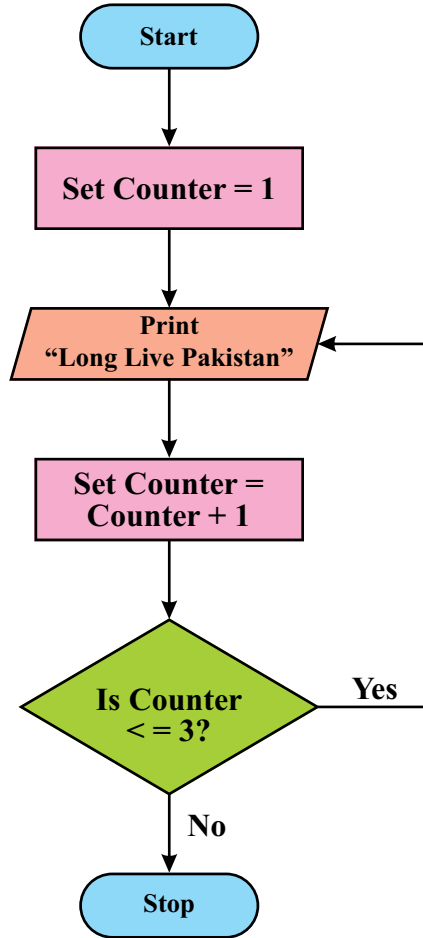 Start
Set Counter = 1
Print
“Long Live Pakistan”
Set Counter =
Counter + 1
Is Counter
< = 3?
Yes
No
Stop